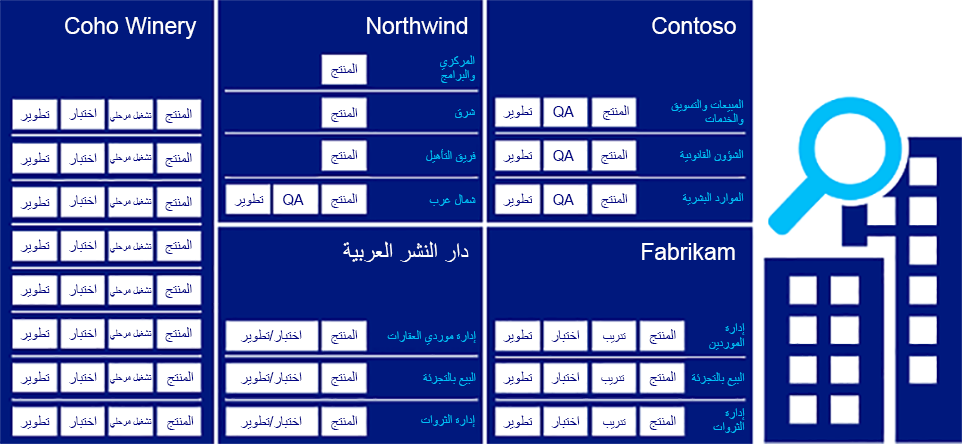 Contoso
المبيعات والتسويق
والخدمات
المنتج QA تطوير
الشؤون القانونية المنتج QA تطوير
الموارد البشرية المنتج QA تطوير
Northwind
المركزي
والبرامج
المنتج
شرق المنتج
فريق التأهيل المنتج
شمال غرب المنتج QA تطوير
Fabrikam
إدارة
الموردين
المنتج تدريب اختبار تطوير
البيع بالتجزئة المنتج تدريب اختبار تطوير
إدارة
الثروات
المنتج تدريب اختبار تطوير
دار النشر العربية
إدارة موردي العقارات المنتج اختبار/تطوير
البيع بالتجزئة المنتج اختبار/تطوير
إدارة الثروات المنتج اختبار/تطوير
Coho Winery
المنتج تشغيل مرحلي اختبار تطوير
المنتج تشغيل مرحلي اختبار تطوير
المنتج تشغيل مرحلي اختبار تطوير
المنتج تشغيل مرحلي اختبار تطوير
المنتج تشغيل مرحلي اختبار تطوير
المنتج تشغيل مرحلي اختبار تطوير
المنتج تشغيل مرحلي اختبار تطوير
المنتج تشغيل مرحلي اختبار تطوير